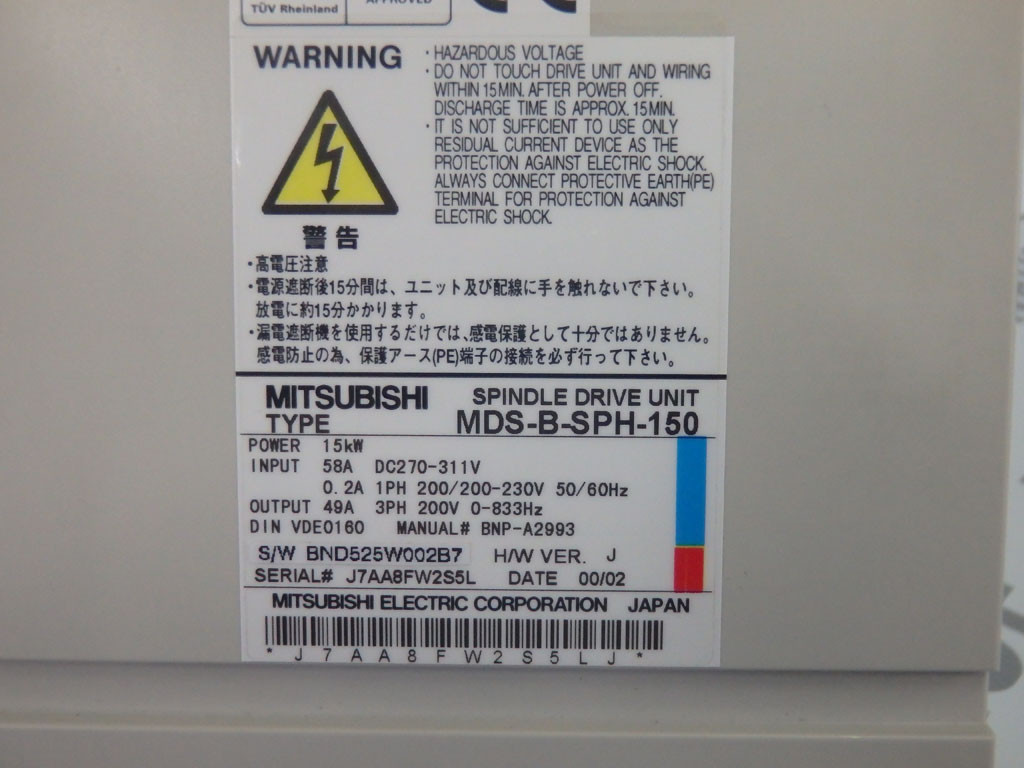 TÜV Rheinland
APPROVED
CE
WARNING
・HAZARDOUS VOLTAGE
・DO NOT TOUCH DRIVE UNIT AND WIRING
WITHIN 15MIN. AFTER POWER OFF.
DISCHARGE TIME IS APPROX. 15MIN.
・IT IS NOT SUFFICIENT TO USE ONLY
RESIDUAL CURRENT DEVICE AS THE
PROTECTION AGAINST ELECTRIC SHOCK.
ALWAYS CONNECT PROTECTIVE EARTH(PE)
TERMINAL FOR PROTECTION AGAINST
ELECTRIC SHOCK.
警告
・高電圧注意
・電源遮断後15分間は、ユニット及び配線に手を触れないで下さい。
放電に約15分かかります。
・漏電遮断機を使用するだけでは、感電保護として十分ではありません。
感電防止の為、保護アース(PE)端子の接続を必ず行って下さい。
MITSUBISHI SPINDLE DRIVE UNIT
TYPE MDS-B-SPH-150
POWER 15kW
INPUT 58A DC270-311V
0.2A 1PH 200/200-230V 50/60Hz
OUTPUT 49A 3PH 200V 0-833Hz
DIN VDE0160 MANUAL# BNP-A2993
S/W BND525W002B7 H/W VER. J
SERIAL# J7AA8FW2S5L DATE 00/02
MITSUBISHI ELECTRIC CORPORATION JAPAN
*J7AA8FW2S5LJ*